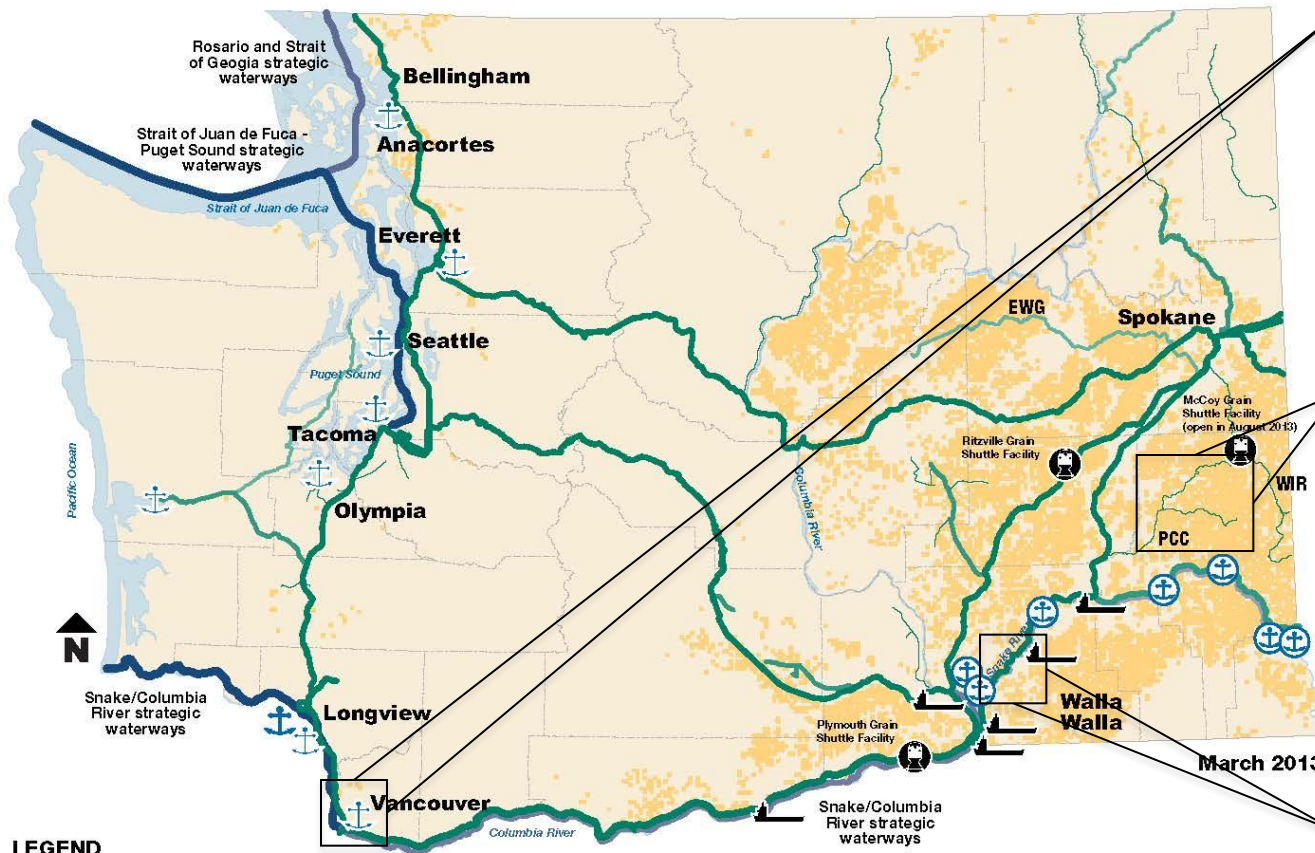 Rosario and Strait
of Geogia strategic
waterways
Bellingham
Strait of Juan de Fuca -
Puget Sound strategic
waterways
Anacortes
Strait of Juan de Fuca
Everett
EWG
Spokane
Seattle
Puget Sound
McCoy Grain
Shuttle Facility
(open in August 2013)
Tacoma
Ritzville Grain
Shuttle Facility
Pacific Ocean
Columbia River
WIR
Olympia
PCC
N
Snake River
Snake/Columbia
River strategic
waterways
Longview
Walla
Walla
Plymouth Grain
Shuttle Facility
March 2013
Vancouver
Snake/Columbia
River strategic
waterways
Columbia River
LEGEND